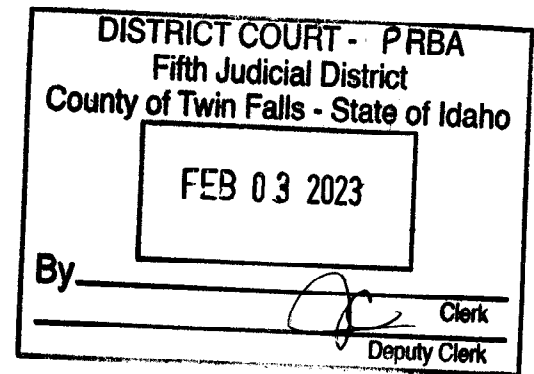 DISTRICT COURT - PRBA
Fifth Judicial District
County of Twin Falls - State of Idaho
FEB 03 2023
By
Clerk
Deputy Clerk